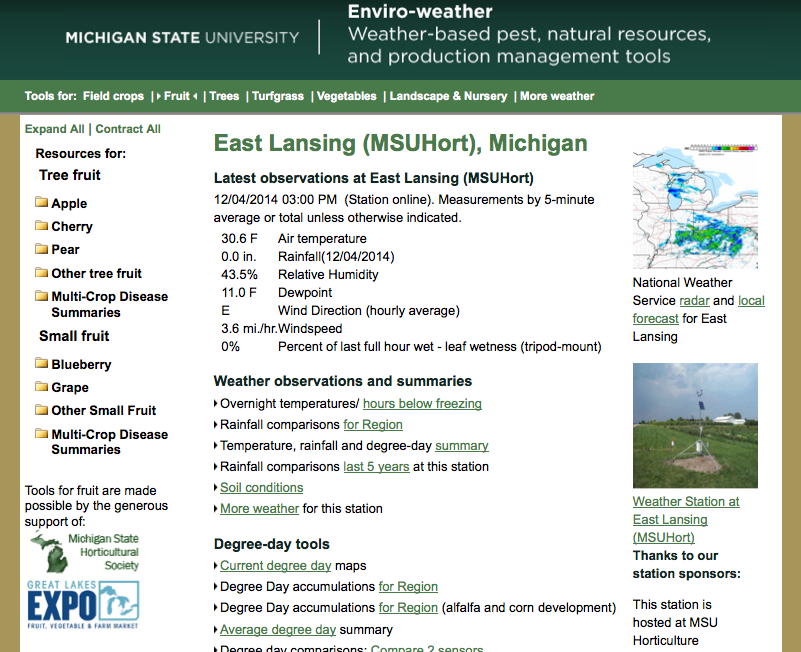 MICHIGAN STATE UNIVERSITY
Enviro-weather
Weather-based pest, natural resources,
and production management tools
Tools for: Field crops | Fruit | Trees | Turfgrass | Vegetables | Landscape & Nursery | More weather
Expand All | Contract All
Resources for:
Tree fruit
Apple
Cherry
Pear
Other tree fruit
Multi-Crop Disease
Summaries
Small fruit
Blueberry
Grape
Other Small Fruit
Multi-Crop Disease
Summaries
Tools for fruit are made
possible by the generous
support of:
Michigan State
Horticultural
Society
GREAT LAKES
EXPO
FRUIT, VEGETABLE & FARM MARKET
East Lansing (MSUHort), Michigan
Latest observations at East Lansing (MSUHort)
12/04/2014 03:00 PM (Station online). Measurements by 5-minute
average or total unless otherwise indicated.
30.6 F Air temperature
0.0 in. Rainfall(12/04/2014)
43.5% Relative Humidity
11.0 F Dewpoint
E Wind Direction (hourly average)
3.6 mi./hr.Windspeed
0% Percent of last full hour wet - leaf wetness (tripod-mount)
Weather observations and summaries
Overnight temperatures/ hours below freezing
Rainfall comparisons for Region
Temperature, rainfall and degree-day summary
Rainfall comparisons last 5 years at this station
Soil conditions
More weather for this station
Degree-day tools
Current degree day maps
Degree Day accumulations for Region
Degree Day accumulations for Region (alfalfa and corn development)
Average degree day summary
Degree day comparisons: Compare 2 sensors
National Weather
Service radar and local
forecast for East
Lansing
Weather Station at
East Lansing
(MSUHort)
Thanks to our
station sponsors:
This station is
hosted at MSU
Horticulture